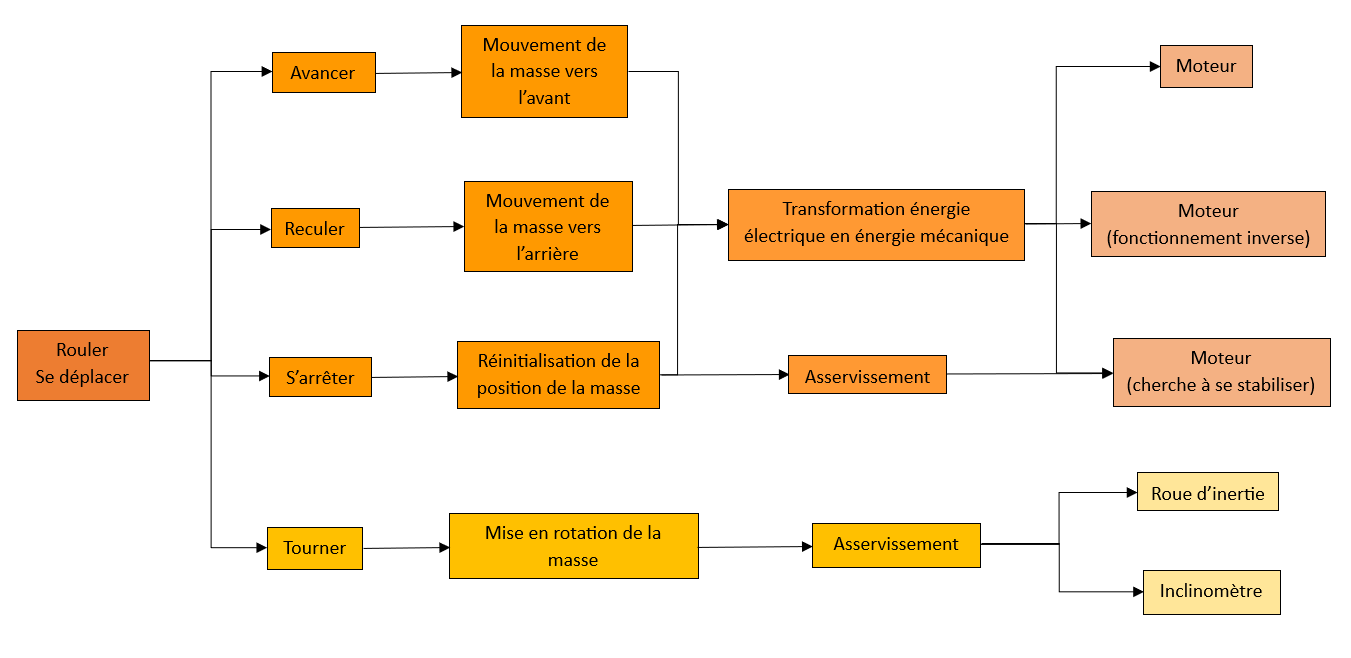 Avancer
Mouvement de
la masse vers
l’avant
Moteur
Reculer
Mouvement de
la masse vers
l’arrière
Transformation énergie
électrique en énergie mécanique
Moteur
(fonctionnement inverse)
Rouler
Se déplacer
S’arrêter
Réinitialisation de la
position de la masse
Asservissement
Moteur
(cherche à se stabiliser)
Tourner
Mise en rotation de la
masse
Asservissement
Roue d’inertie
Inclinomètre